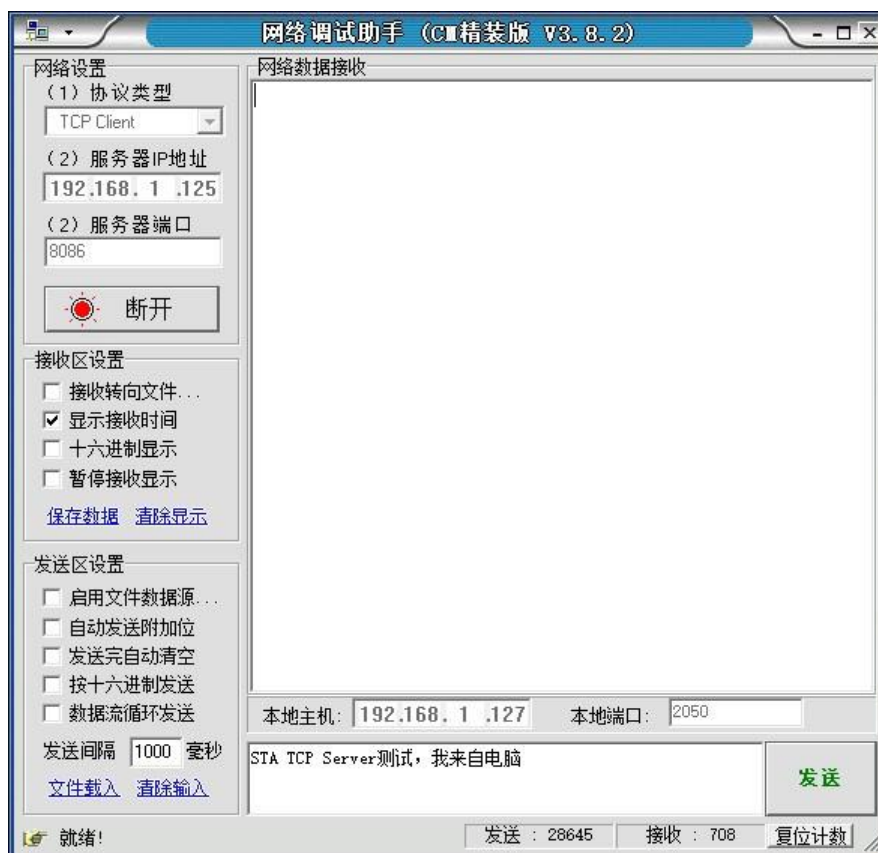 网络调试助手 (CⅢ精装版 V3.8.2)
网络设置
(1) 协议类型
TCP Client
(2) 服务器IP地址
192.168. 1 .125
(2) 服务器端口
8086
断开
接收区设置
接收转向文件...
显示接收时间
十六进制显示
暂停接收显示
保存数据 清除显示
发送区设置
启用文件数据源...
自动发送附加位
发送完自动清空
按十六进制发送
数据流循环发送
发送间隔 1000 毫秒
文件载入 清除输入
网络数据接收
本地主机: 192.168. 1 .127 本地端口: 2050
STA TCP Server测试，我来自电脑
发送
就绪!
发送 : 28645 接收 : 708 复位计数